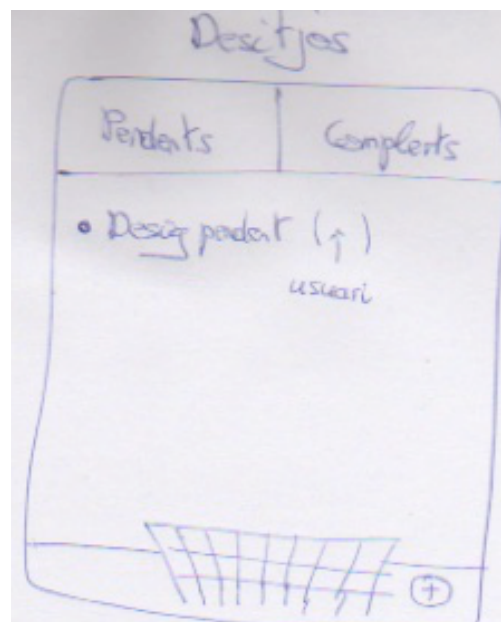 Desitjos
Pendents
Complerts
• Desig pendent (↑)
usuari
+